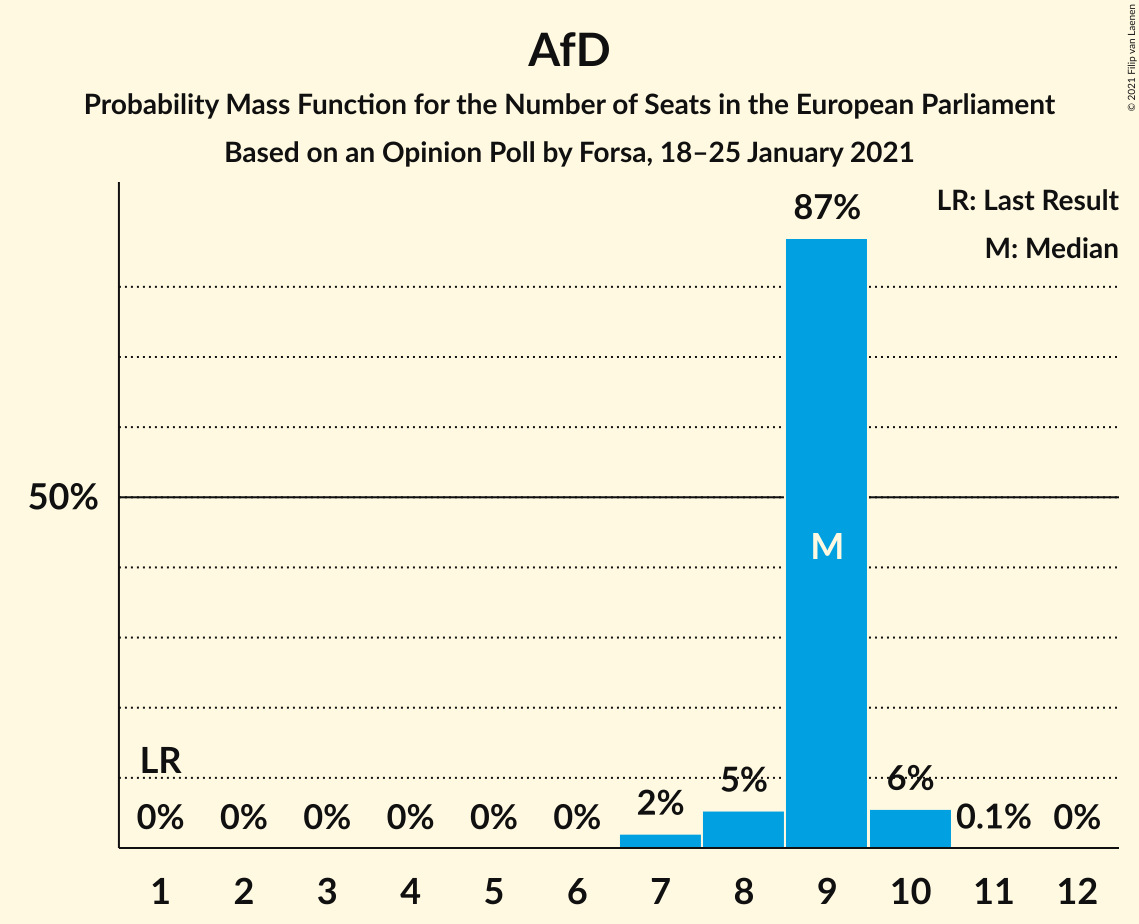 AfD
Probability Mass Function for the Number of Seats in the European Parliament
Based on an Opinion Poll by Forsa, 18–25 January 2021
© 2021 Filip van Laenen
LR: Last Result
M: Median
87%
50%
M
LR
0% 0% 0% 0% 0% 0% 2% 5% 6% 0.1% 0%
1 2 3 4 5 6 7 8 9 10 11 12